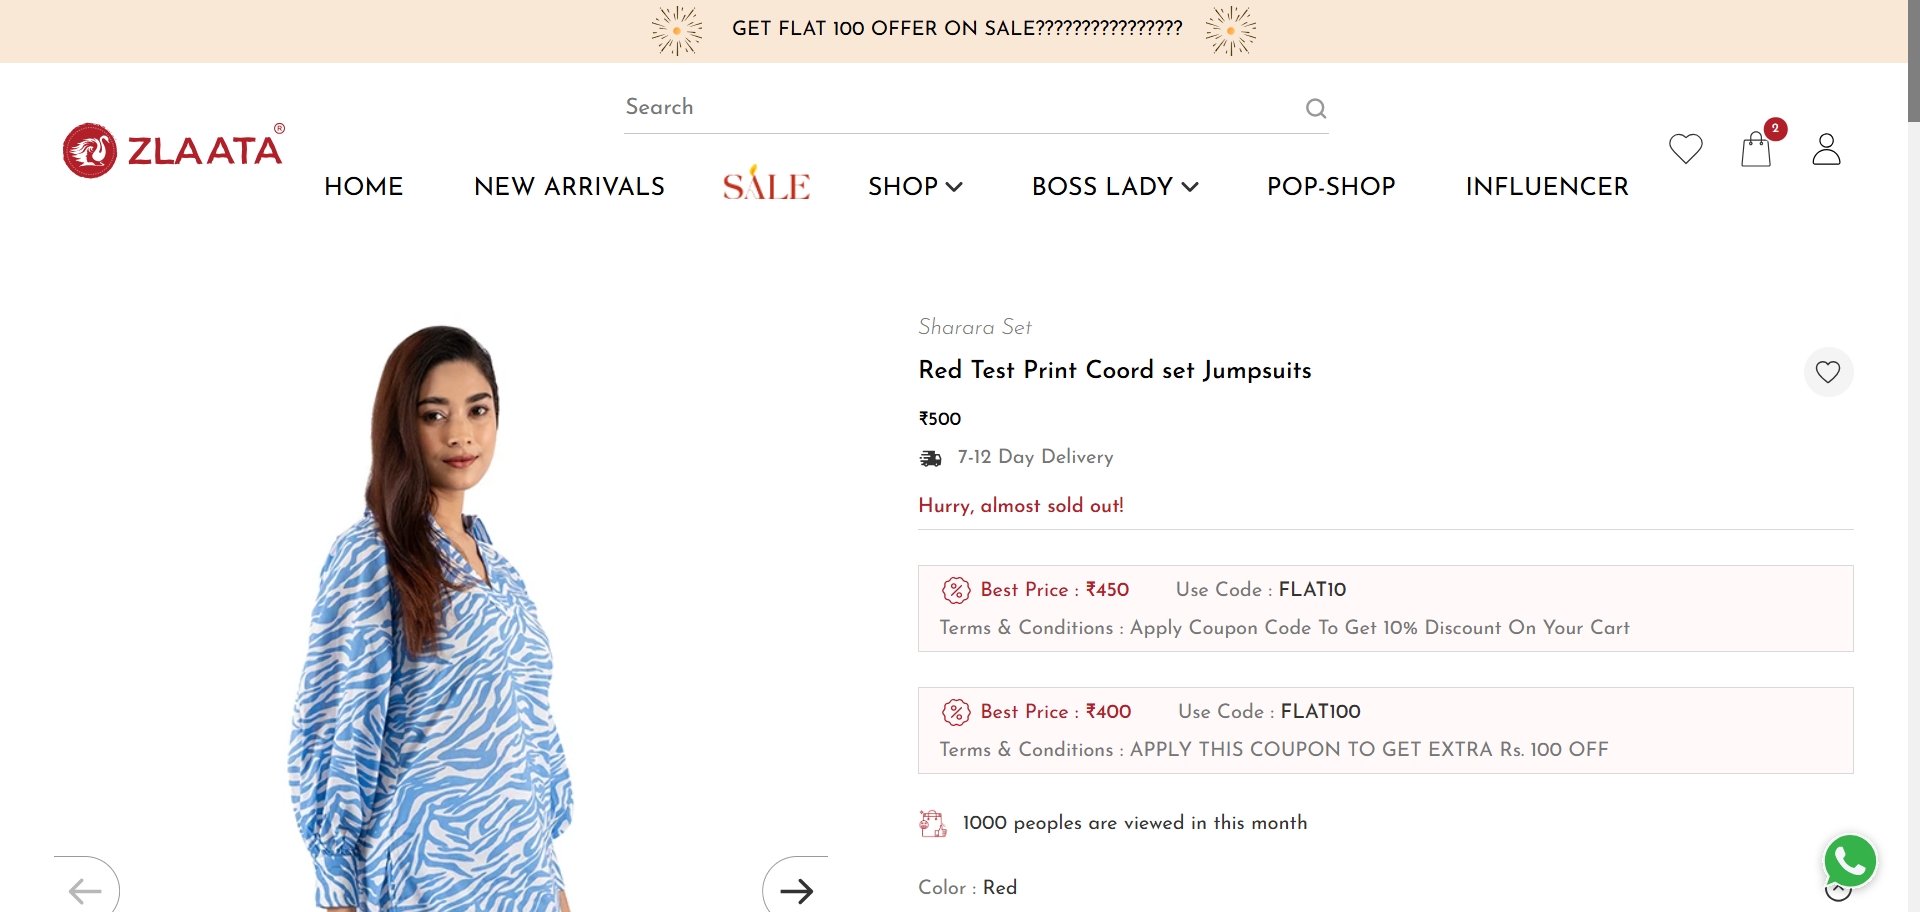 GET FLAT 100 OFFER ON SALE????????????????
Search
ZLAATA®
2
HOME
NEW ARRIVALS
SALE
SHOP
BOSS LADY
POP-SHOP
INFLUENCER
Sharara Set
Red Test Print Coord set Jumpsuits
₹500
7-12 Day Delivery
Hurry, almost sold out!
Best Price : ₹450 Use Code : FLAT10
Terms & Conditions : Apply Coupon Code To Get 10% Discount On Your Cart
Best Price : ₹400 Use Code : FLAT100
Terms & Conditions : APPLY THIS COUPON TO GET EXTRA Rs. 100 OFF
1000 peoples are viewed in this month
Color : Red